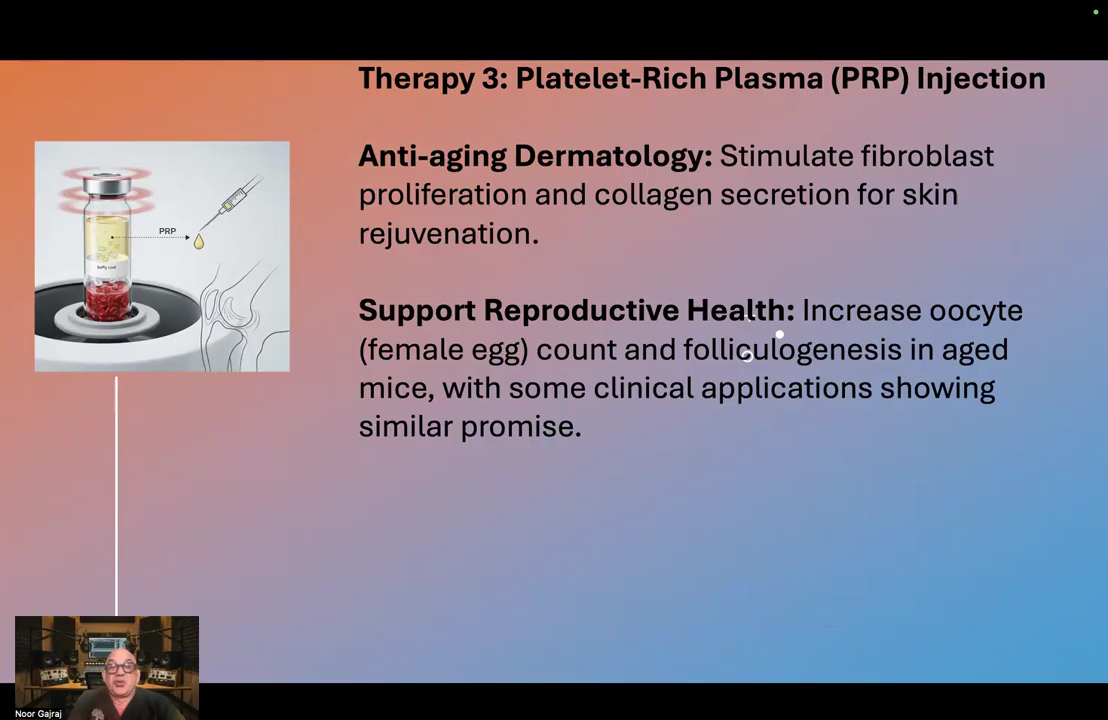 Therapy 3: Platelet-Rich Plasma (PRP) Injection
Anti-aging Dermatology: Stimulate fibroblast
proliferation and collagen secretion for skin
rejuvenation.
Support Reproductive Health: Increase oocyte
(female egg) count and folliculogenesis in aged
mice, with some clinical applications showing
similar promise.
PRP
buffy coat
Noor Gajraj